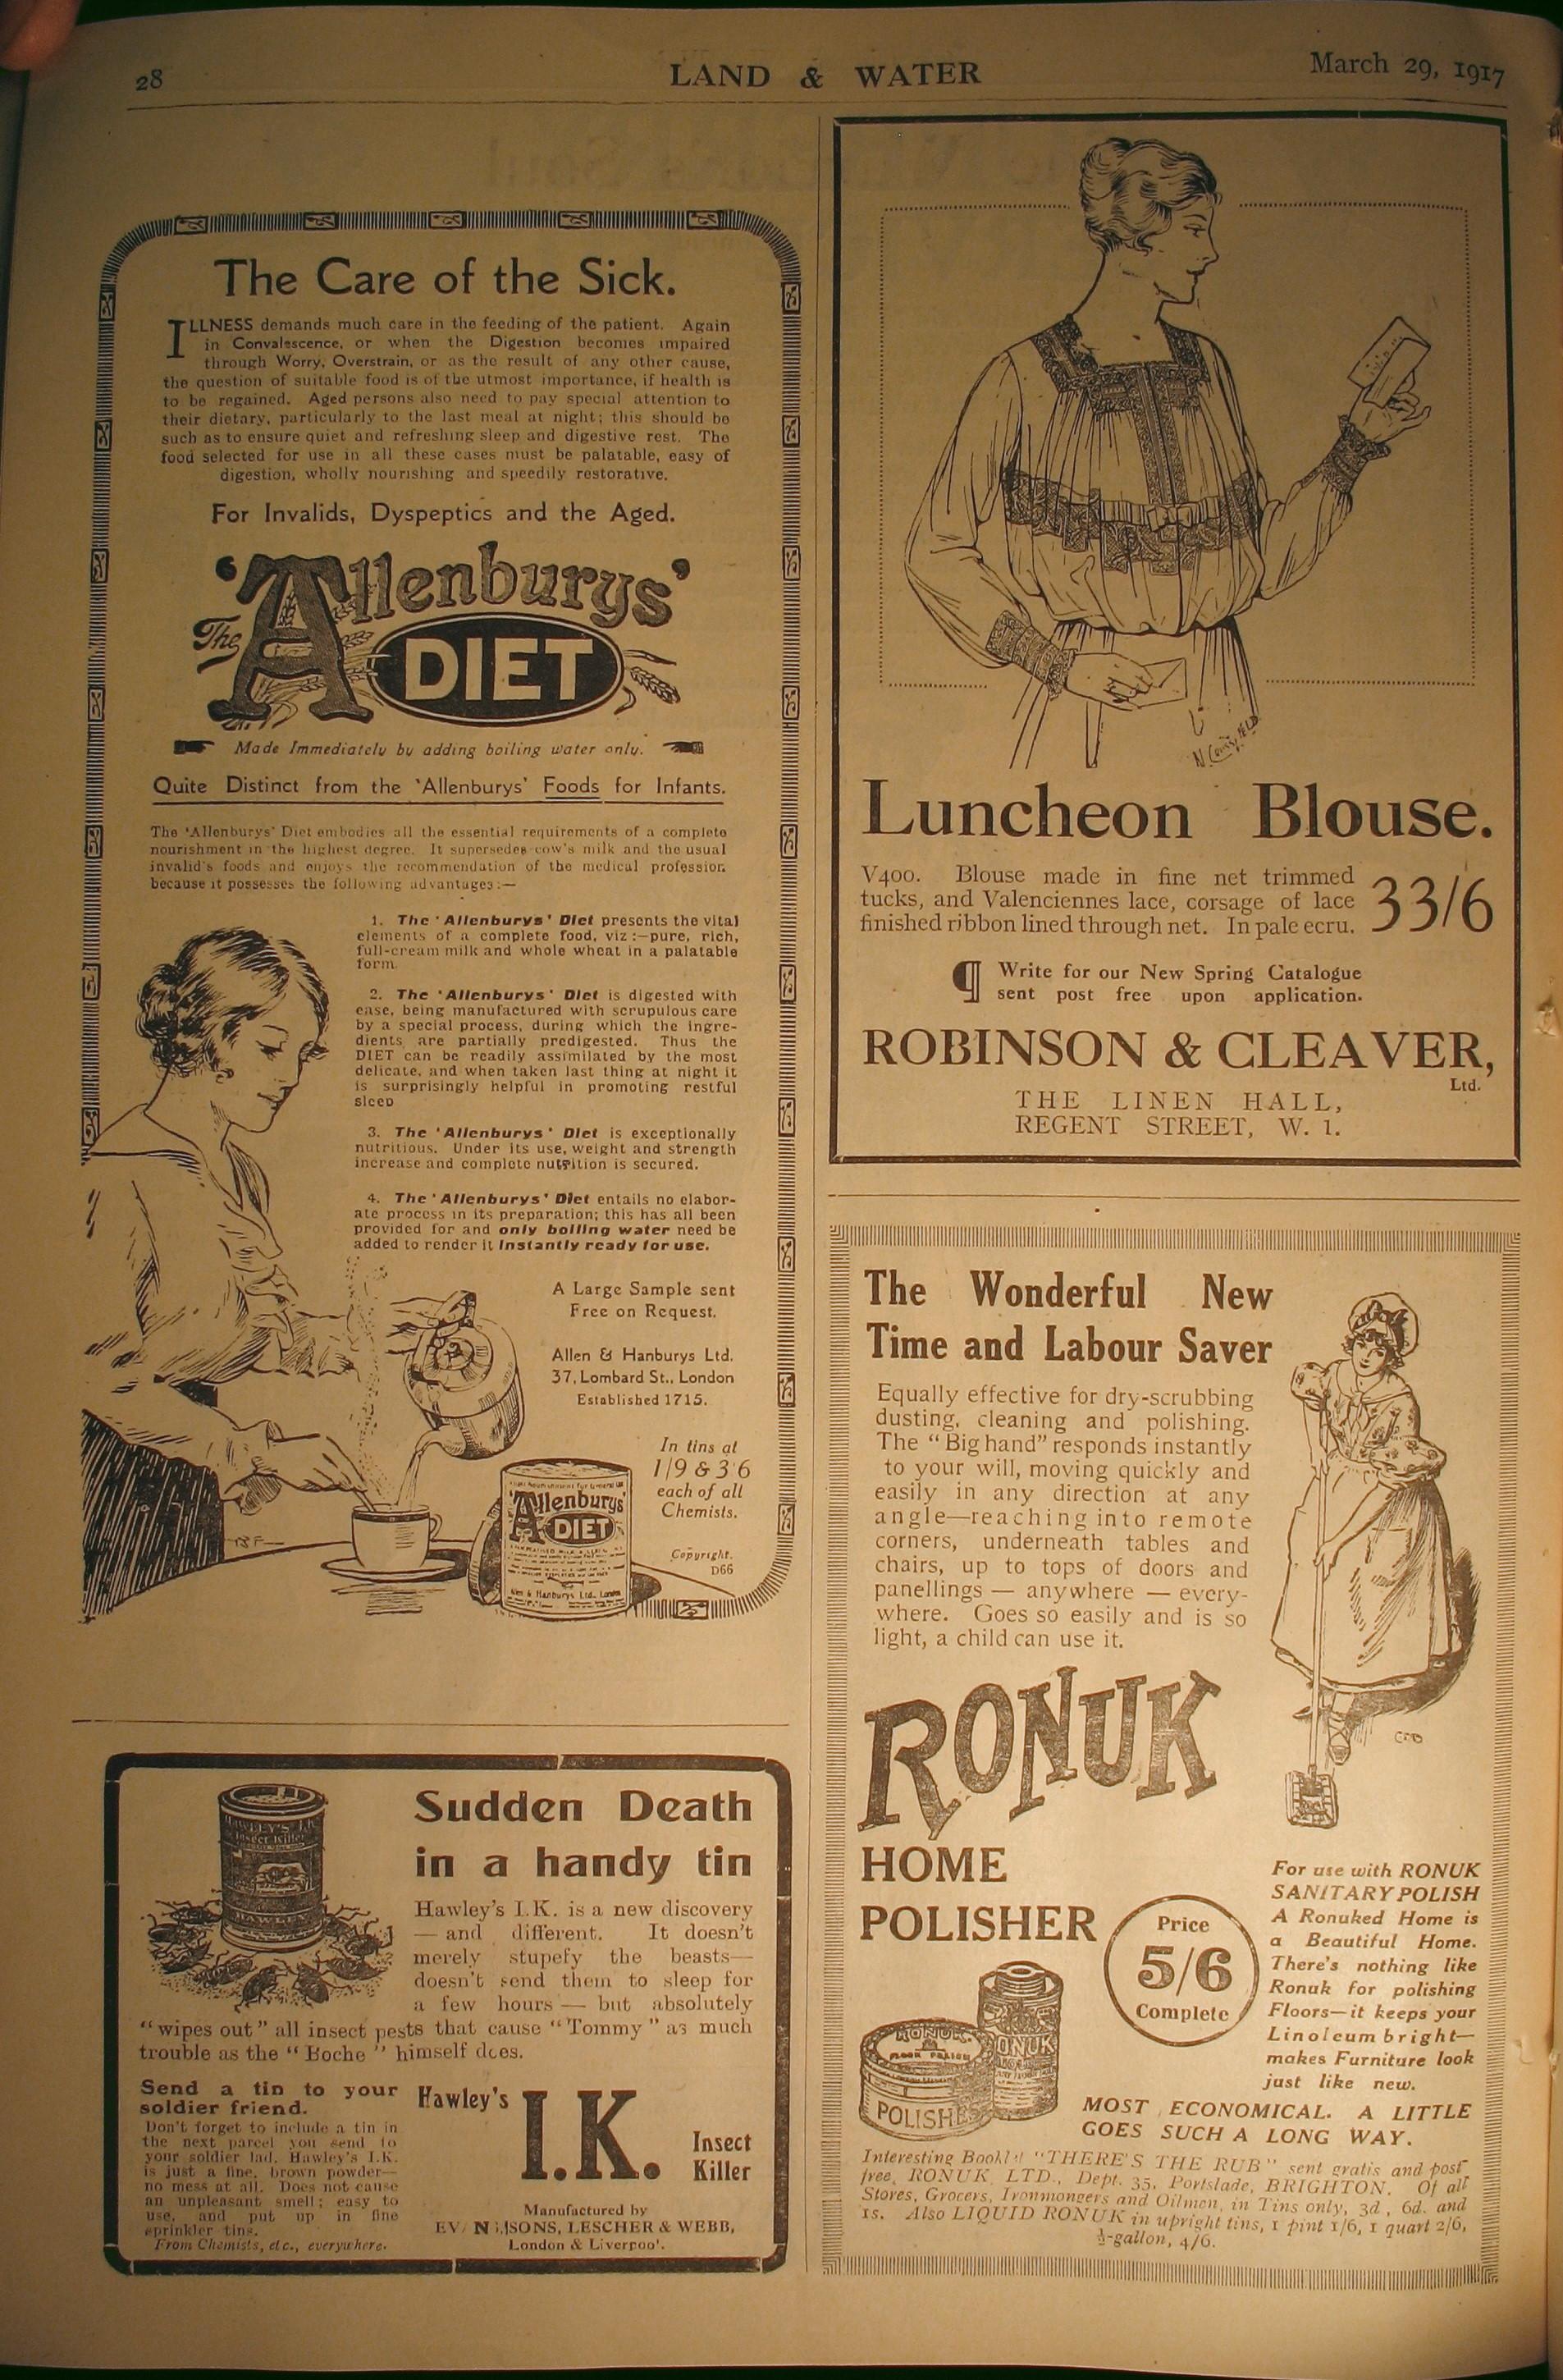 28
LAND & WATER
March 29, 1917
The Care of the Sick.
ILLNESS demands much care in the feeding of the patient. Again
in Convalescence, or when the Digestion becomes impaired
through Worry, Overstrain, or as the result of any other cause,
the question of suitable food is of the utmost importance, if health is
to be regained. Aged persons also need to pay special attention to
their dietary, particularly to the last meal at night; this should be
such as to ensure quiet and refreshing sleep and digestive rest. The
food selected for use in all these cases must be palatable, easy of
digestion, wholly nourishing and speedily restorative.
For Invalids, Dyspeptics and the Aged.
The 'Allenburys'
DIET
Made Immediately by adding boiling water only.
Quite Distinct from the 'Allenburys' Foods for Infants.
The 'Allenburys' Diet embodies all the essential requirements of a complete
nourishment in the highest degree. It supersedes cow's milk and the usual
invalid's foods and enjoys the recommendation of the medical profession
because it possesses the following advantages:—
1. The 'Allenburys' Diet presents the vital
elements of a complete food, viz:—pure, rich,
full-cream milk and whole wheat in a palatable
form.
2. The 'Allenburys' Diet is digested with
ease, being manufactured with scrupulous care
by a special process, during which the ingre-
dients are partially predigested. Thus the
DIET can be readily assimilated by the most
delicate, and when taken last thing at night it
is surprisingly helpful in promoting restful
sleep
3. The 'Allenburys' Diet is exceptionally
nutritious. Under its use, weight and strength
increase and complete nutrition is secured.
4. The 'Allenburys' Diet entails no elabor-
ate process in its preparation; this has all been
provided for and only boiling water need be
added to render it instantly ready for use.
A Large Sample sent
Free on Request.
Allen & Hanburys Ltd.
37, Lombard St., London
Established 1715.
In tins at
1/9 & 3/6
each of all
Chemists.
Copyright.
D66
Allenburys
DIET
Allen & Hanburys Ltd., London
Sudden Death
in a handy tin
Hawley's I.K. is a new discovery
— and different. It doesn't
merely stupefy the beasts—
doesn't send them to sleep for
a few hours — but absolutely
"wipes out" all insect pests that cause "Tommy" as much
trouble as the "Boche" himself does.
Send a tin to your
soldier friend.
Don't forget to include a tin in
the next parcel you send to
your soldier lad. Hawley's I.K.
is just a fine, brown powder—
no mess at all. Does not cause
an unpleasant smell; easy to
use, and put up in fine
sprinkler tins.
From Chemists, etc., everywhere.
Hawley's
I.K.
Insect
Killer
Manufactured by
EVANS SONS, LESCHER & WEBB,
London & Liverpool.
Luncheon Blouse.
V400. Blouse made in fine net trimmed
tucks, and Valenciennes lace, corsage of lace
finished ribbon lined through net. In pale ecru.
33/6
¶ Write for our New Spring Catalogue
sent post free upon application.
ROBINSON & CLEAVER,
Ltd.
THE LINEN HALL,
REGENT STREET, W. 1.
The Wonderful New
Time and Labour Saver
Equally effective for dry-scrubbing
dusting, cleaning and polishing.
The "Big hand" responds instantly
to your will, moving quickly and
easily in any direction at any
angle—reaching into remote
corners, underneath tables and
chairs, up to tops of doors and
panellings — anywhere — every-
where. Goes so easily and is so
light, a child can use it.
RONUK
HOME
POLISHER
Price
5/6
Complete
For use with RONUK
SANITARY POLISH
A Ronuked Home is
a Beautiful Home.
There's nothing like
Ronuk for polishing
Floors—it keeps your
Linoleum bright—
makes Furniture look
just like new.
RONUK
FLOOR POLISH
POLISH
RONUK
MOST ECONOMICAL. A LITTLE
GOES SUCH A LONG WAY.
Interesting Booklet "THERE'S THE RUB" sent gratis and post
free, RONUK LTD., Dept. 35, Portslade, BRIGHTON. Of all
Stores, Grocers, Ironmongers and Oilmen, in Tins only, 3d, 6d. and
1s. Also LIQUID RONUK in upright tins, 1 pint 1/6, 1 quart 2/6,
½-gallon, 4/6.